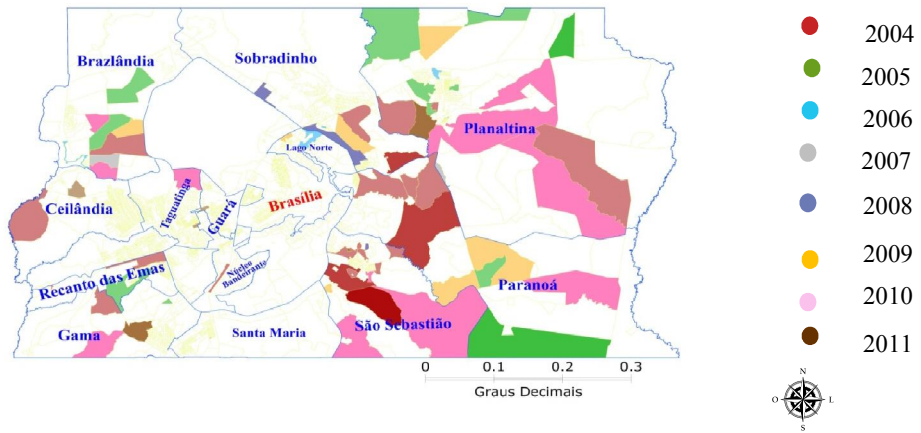 Brazlândia
Sobradinho
Planaltina
Lago Norte
Ceilândia
Taguatinga
Guará
Brasília
Recanto das Emas
Núcleo
Bandeirante
Paranoá
Gama
Santa Maria
São Sebastião
0 0.1 0.2 0.3
Graus Decimais
2004
2005
2006
2007
2008
2009
2010
2011
N
O L
S